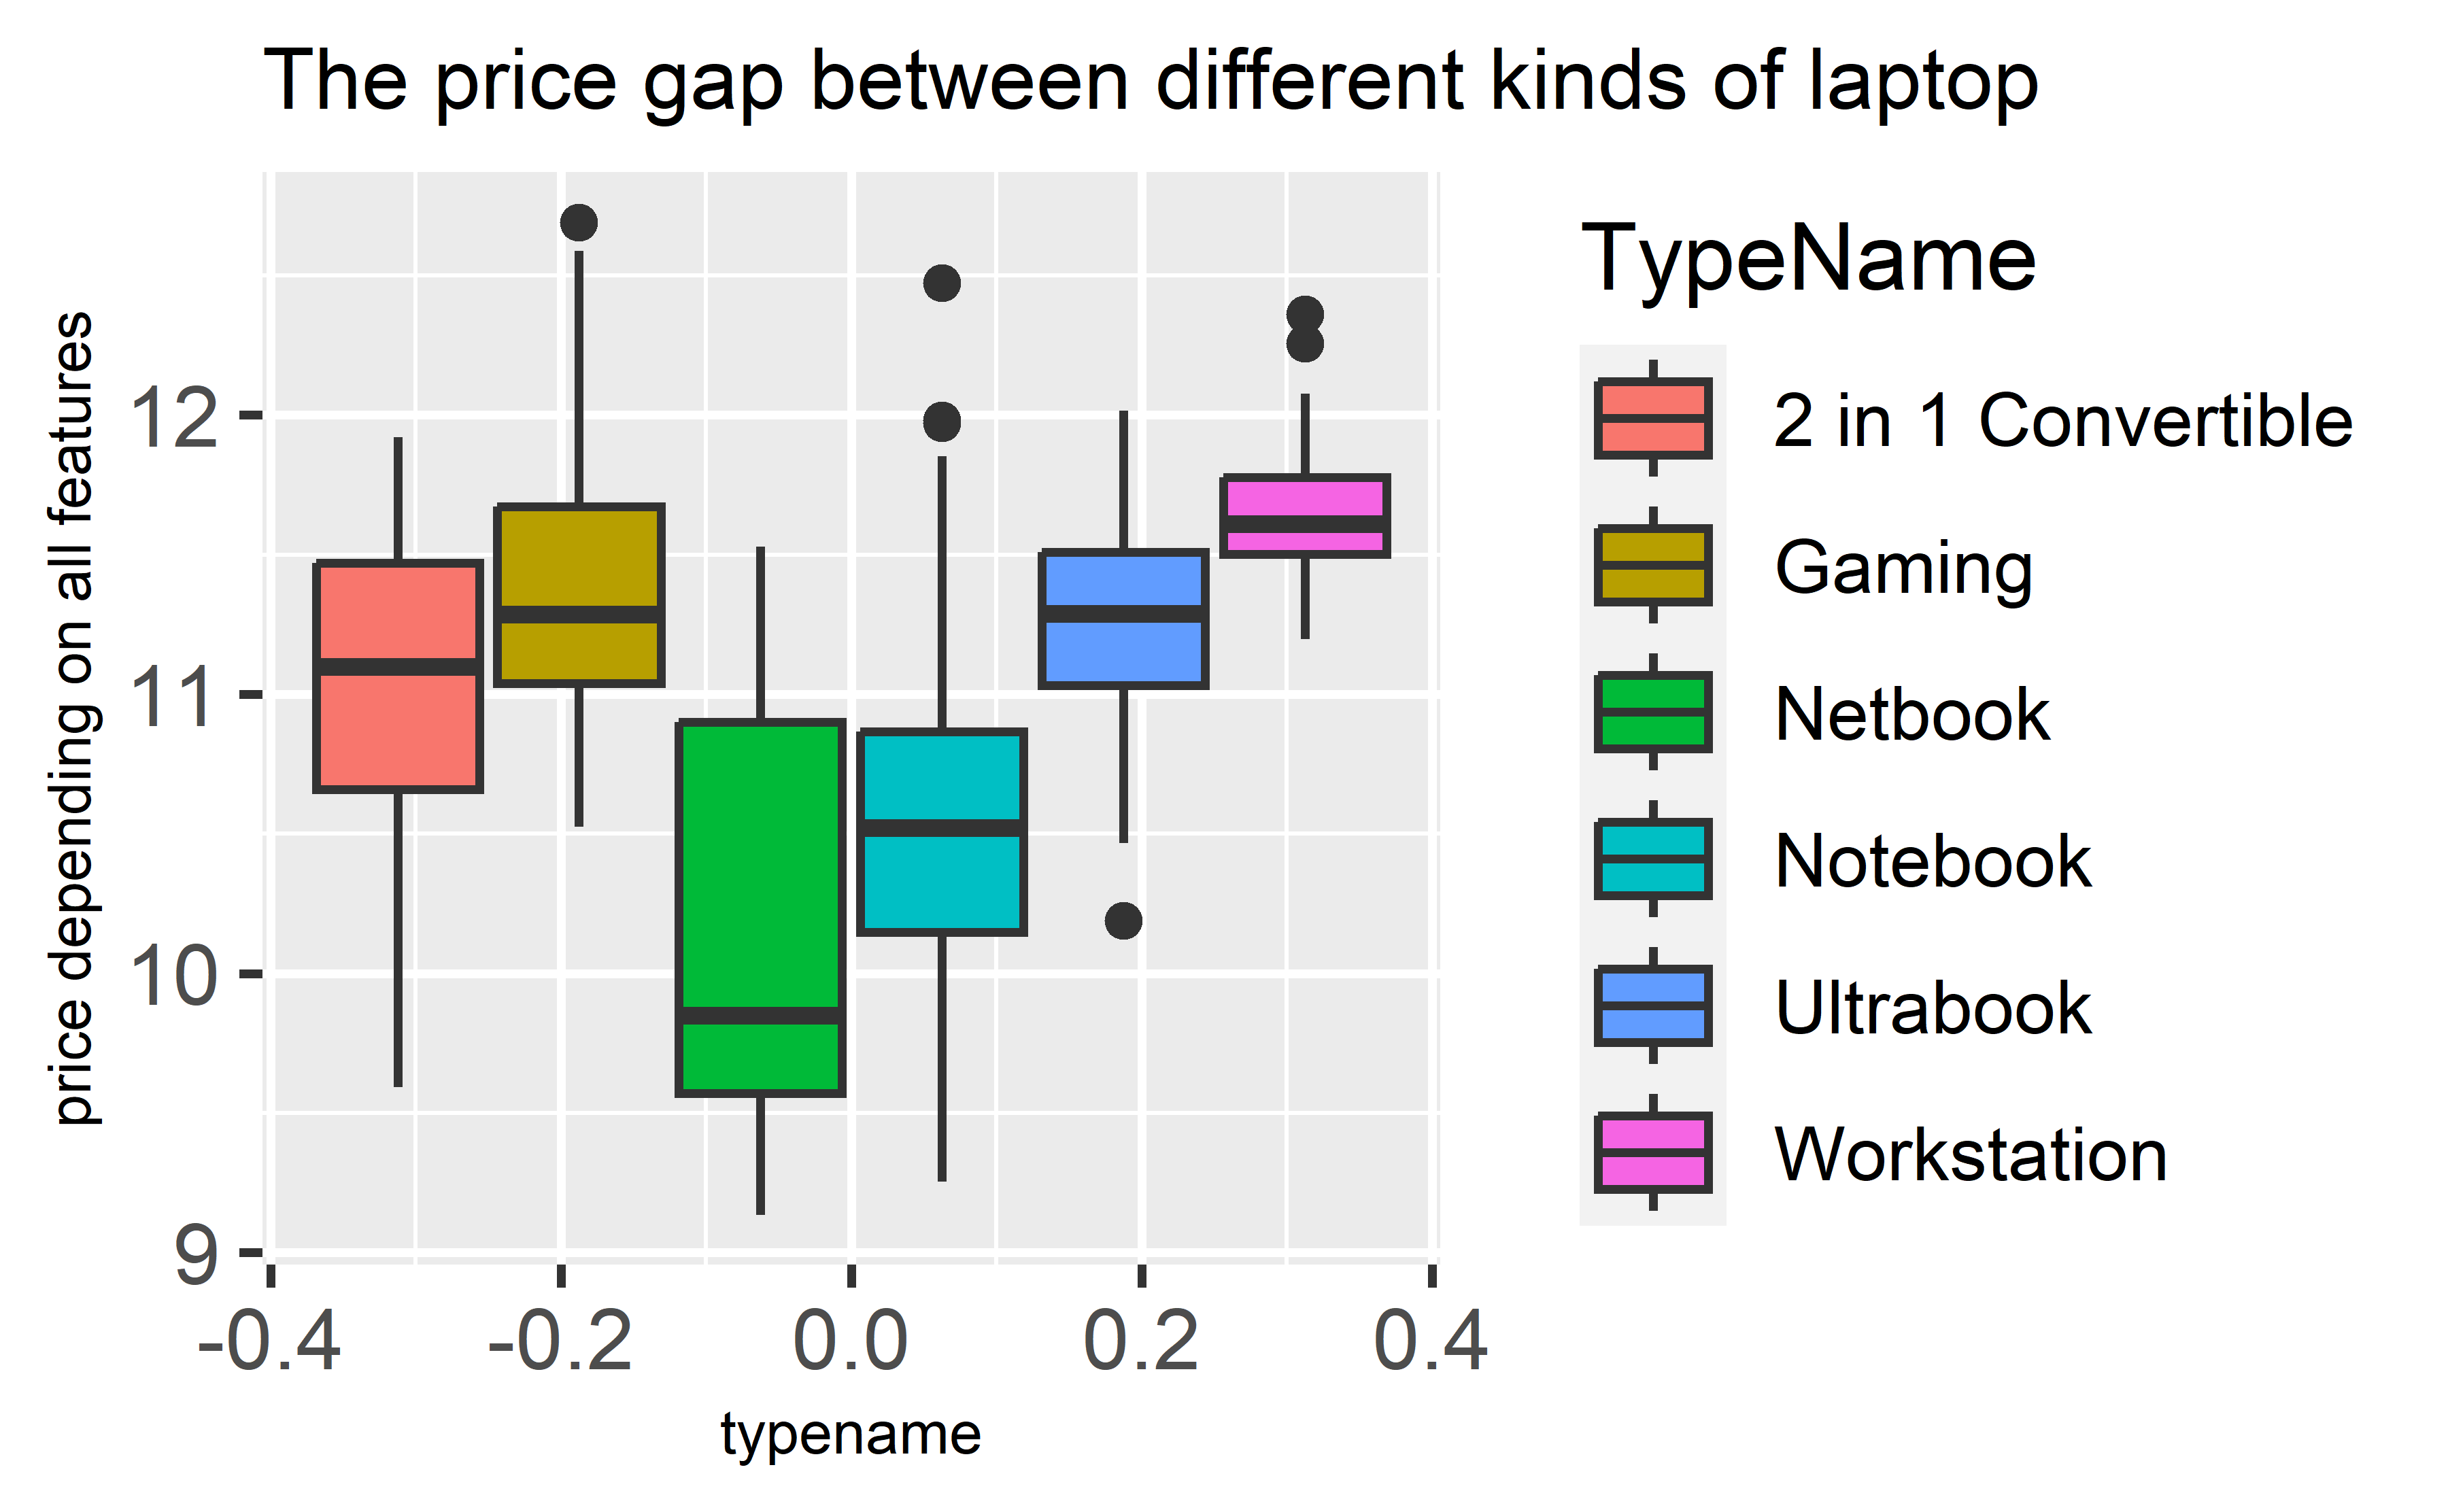 The price gap between different kinds of laptop
price depending on all features
12
11
10
9
-0.4 -0.2 0.0 0.2 0.4
typename
TypeName
2 in 1 Convertible
Gaming
Netbook
Notebook
Ultrabook
Workstation